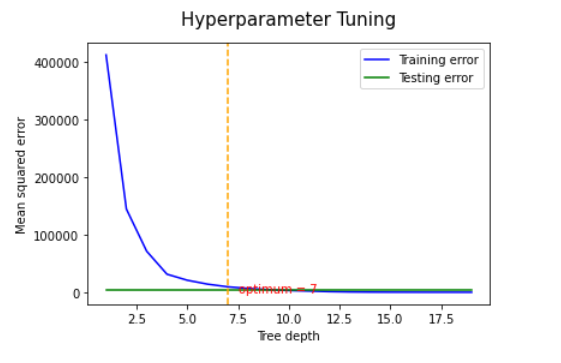 Hyperparameter Tuning
Training error
Testing error
400000
300000
200000
100000
0
Mean squared error
optimum = 7
2.5 5.0 7.5 10.0 12.5 15.0 17.5
Tree depth